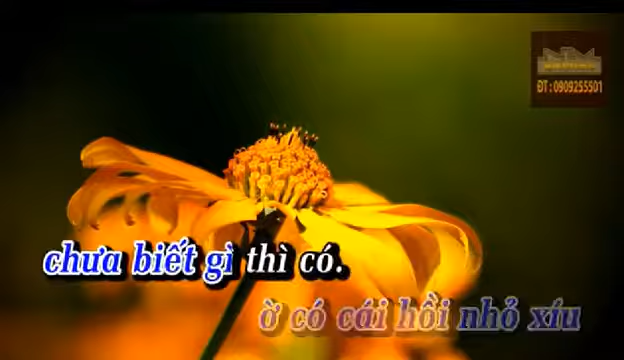 ĐT : 0909255501
chưa biết gì thì có.
ờ có cái hồi nhỏ xíu